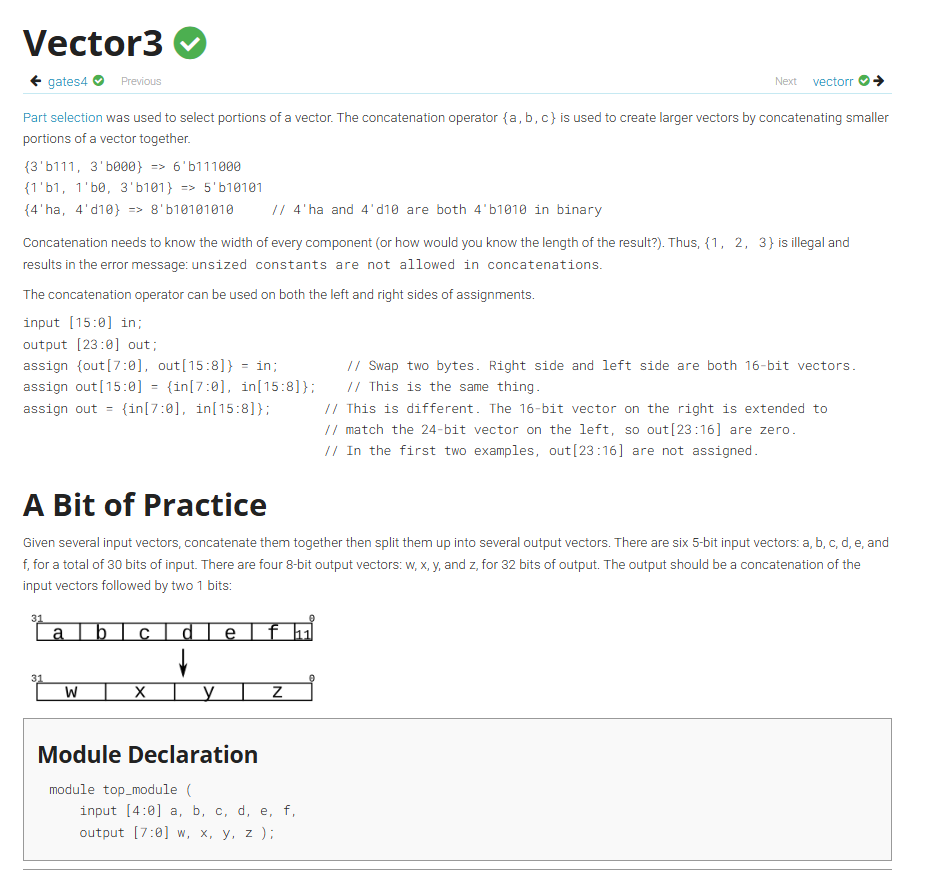 Vector3
gates4 Previous Next vectorr
Part selection was used to select portions of a vector. The concatenation operator {a,b,c} is used to create larger vectors by concatenating smaller
portions of a vector together.
{3'b111, 3'b000} => 6'b111000
{1'b1, 1'b0, 3'b101} => 5'b10101
{4'ha, 4'd10} => 8'b10101010 // 4'ha and 4'd10 are both 4'b1010 in binary
Concatenation needs to know the width of every component (or how would you know the length of the result?). Thus, {1, 2, 3} is illegal and
results in the error message: unsized constants are not allowed in concatenations.
The concatenation operator can be used on both the left and right sides of assignments.
input [15:0] in;
output [23:0] out;
assign {out[7:0], out[15:8]} = in; // Swap two bytes. Right side and left side are both 16-bit vectors.
assign out[15:0] = {in[7:0], in[15:8]}; // This is the same thing.
assign out = {in[7:0], in[15:8]}; // This is different. The 16-bit vector on the right is extended to
// match the 24-bit vector on the left, so out[23:16] are zero.
// In the first two examples, out[23:16] are not assigned.
A Bit of Practice
Given several input vectors, concatenate them together then split them up into several output vectors. There are six 5-bit input vectors: a, b, c, d, e, and
f, for a total of 30 bits of input. There are four 8-bit output vectors: w, x, y, and z, for 32 bits of output. The output should be a concatenation of the
input vectors followed by two 1 bits:
31 0
a b c d e f 11
31 0
w x y z
Module Declaration
module top_module (
input [4:0] a, b, c, d, e, f,
output [7:0] w, x, y, z );